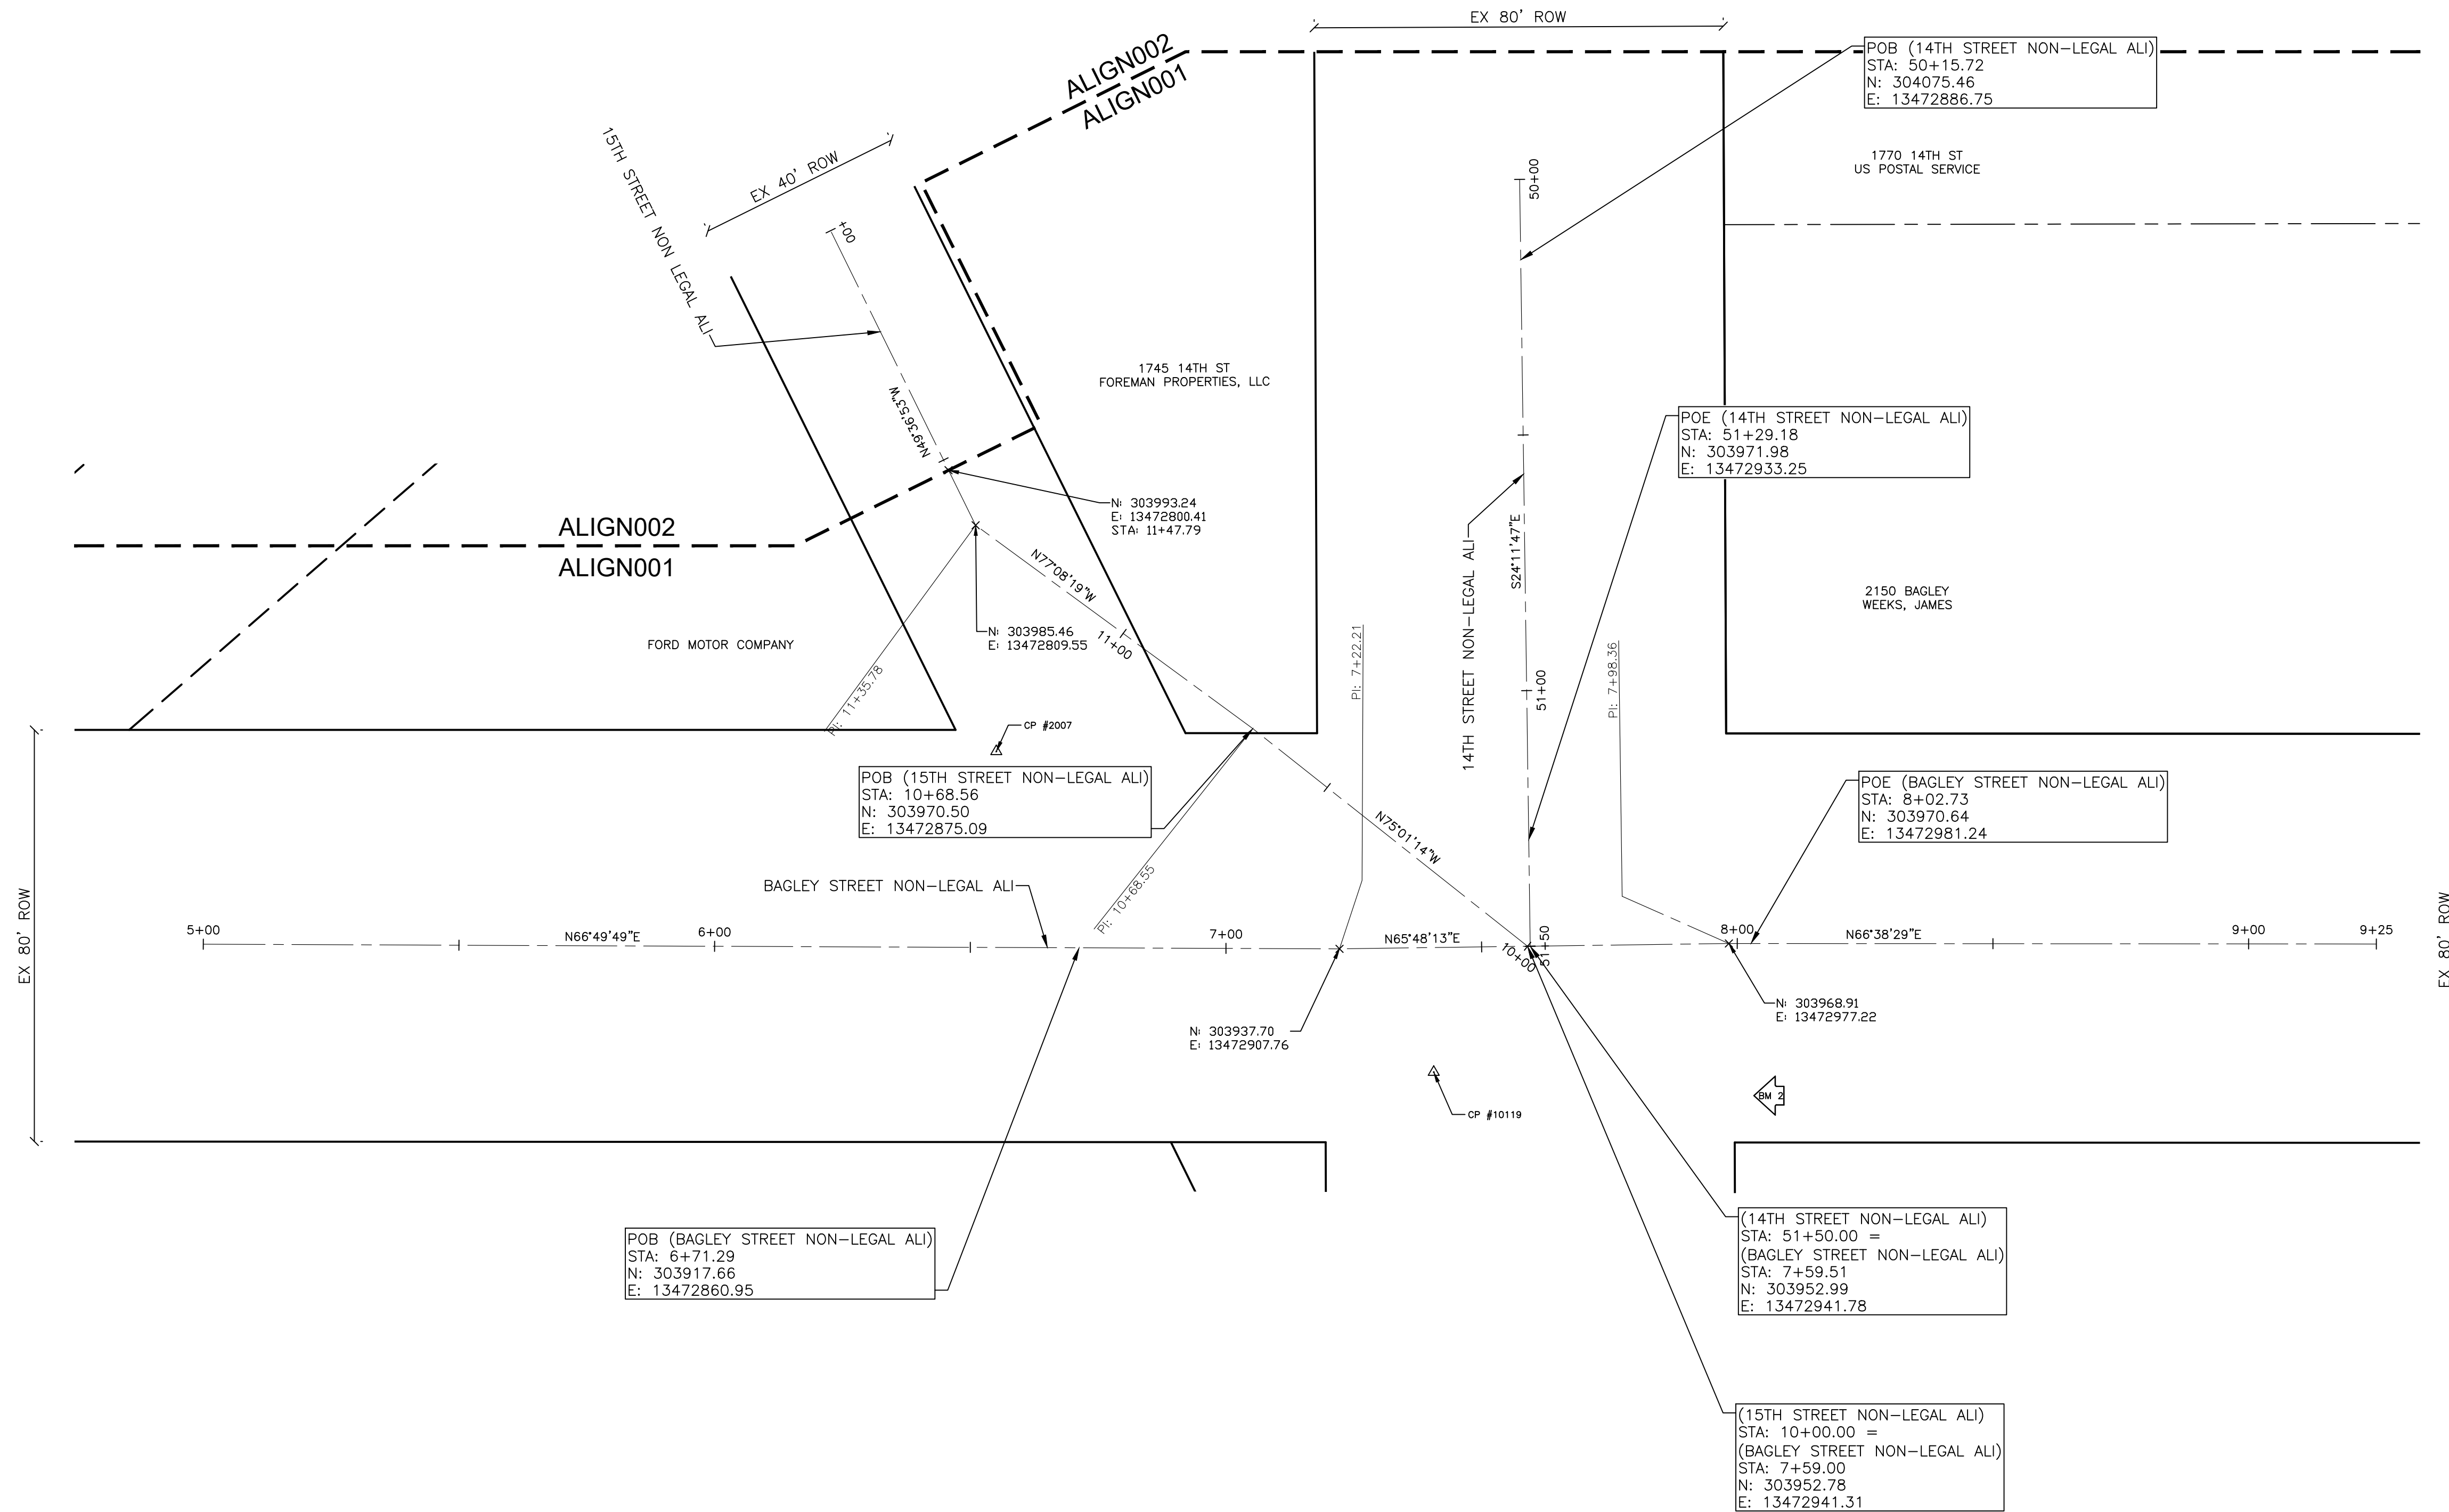 EX 80' ROW
ALIGN002
ALIGN001
POB (14TH STREET NON-LEGAL ALI)
STA: 50+15.72
N: 304075.46
E: 13472886.75
1770 14TH ST
US POSTAL SERVICE
15TH STREET NON LEGAL ALI
EX 40' ROW
+00
50+00
N49°36'53"W
1745 14TH ST
FOREMAN PROPERTIES, LLC
POE (14TH STREET NON-LEGAL ALI)
STA: 51+29.18
N: 303971.98
E: 13472933.25
N: 303993.24
E: 13472800.41
STA: 11+47.79
ALIGN002
ALIGN001
N77°08'19"W
11+00
S24°11'47"E
14TH STREET NON-LEGAL ALI
2150 BAGLEY
WEEKS, JAMES
FORD MOTOR COMPANY
N: 303985.46
E: 13472809.55
PI: 11+35.78
PI: 7+22.21
51+00
PI: 7+98.36
CP #2007
POB (15TH STREET NON-LEGAL ALI)
STA: 10+68.56
N: 303970.50
E: 13472875.09
POE (BAGLEY STREET NON-LEGAL ALI)
STA: 8+02.73
N: 303970.64
E: 13472981.24
N75°01'14"W
PI: 10+68.55
BAGLEY STREET NON-LEGAL ALI
EX 80' ROW
5+00
N66°49'49"E
6+00
7+00
N65°48'13"E
10+00
51+50
8+00
N66°38'29"E
9+00
9+25
EX 80' ROW
N: 303968.91
E: 13472977.22
N: 303937.70
E: 13472907.76
BM 2
CP #10119
POB (BAGLEY STREET NON-LEGAL ALI)
STA: 6+71.29
N: 303917.66
E: 13472860.95
(14TH STREET NON-LEGAL ALI)
STA: 51+50.00 =
(BAGLEY STREET NON-LEGAL ALI)
STA: 7+59.51
N: 303952.99
E: 13472941.78
(15TH STREET NON-LEGAL ALI)
STA: 10+00.00 =
(BAGLEY STREET NON-LEGAL ALI)
STA: 7+59.00
N: 303952.78
E: 13472941.31